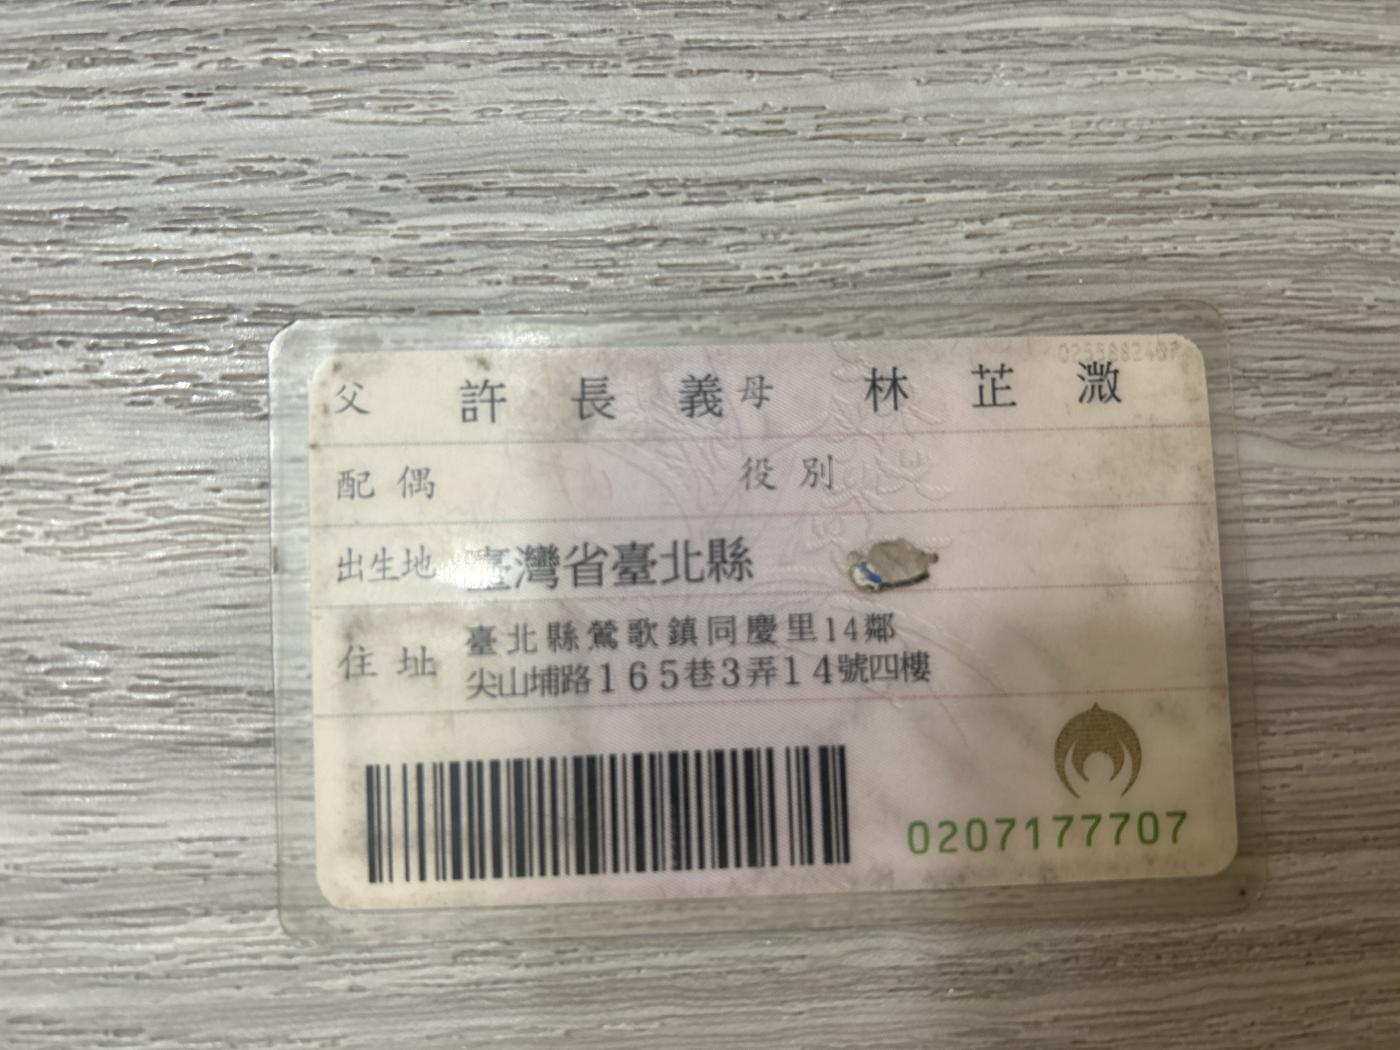 父 許長義 母 林芷溦
配偶 役別
出生地 臺灣省臺北縣
住址 臺北縣鶯歌鎮同慶里14鄰
尖山埔路165巷3弄14號四樓
0207177707